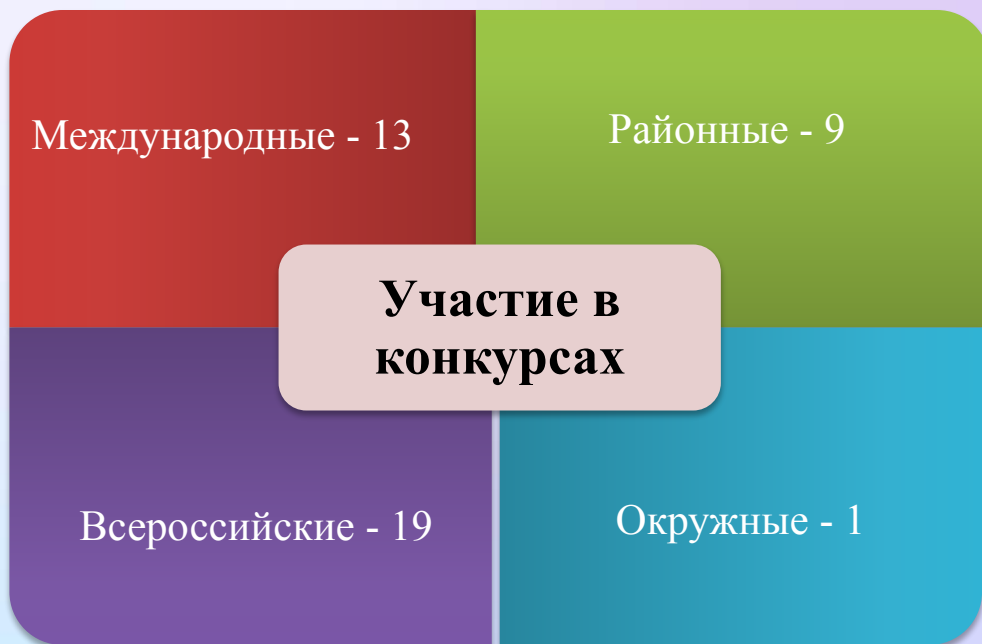 Международные - 13
Районные - 9
Участие в
конкурсах
Всероссийские - 19
Окружные - 1